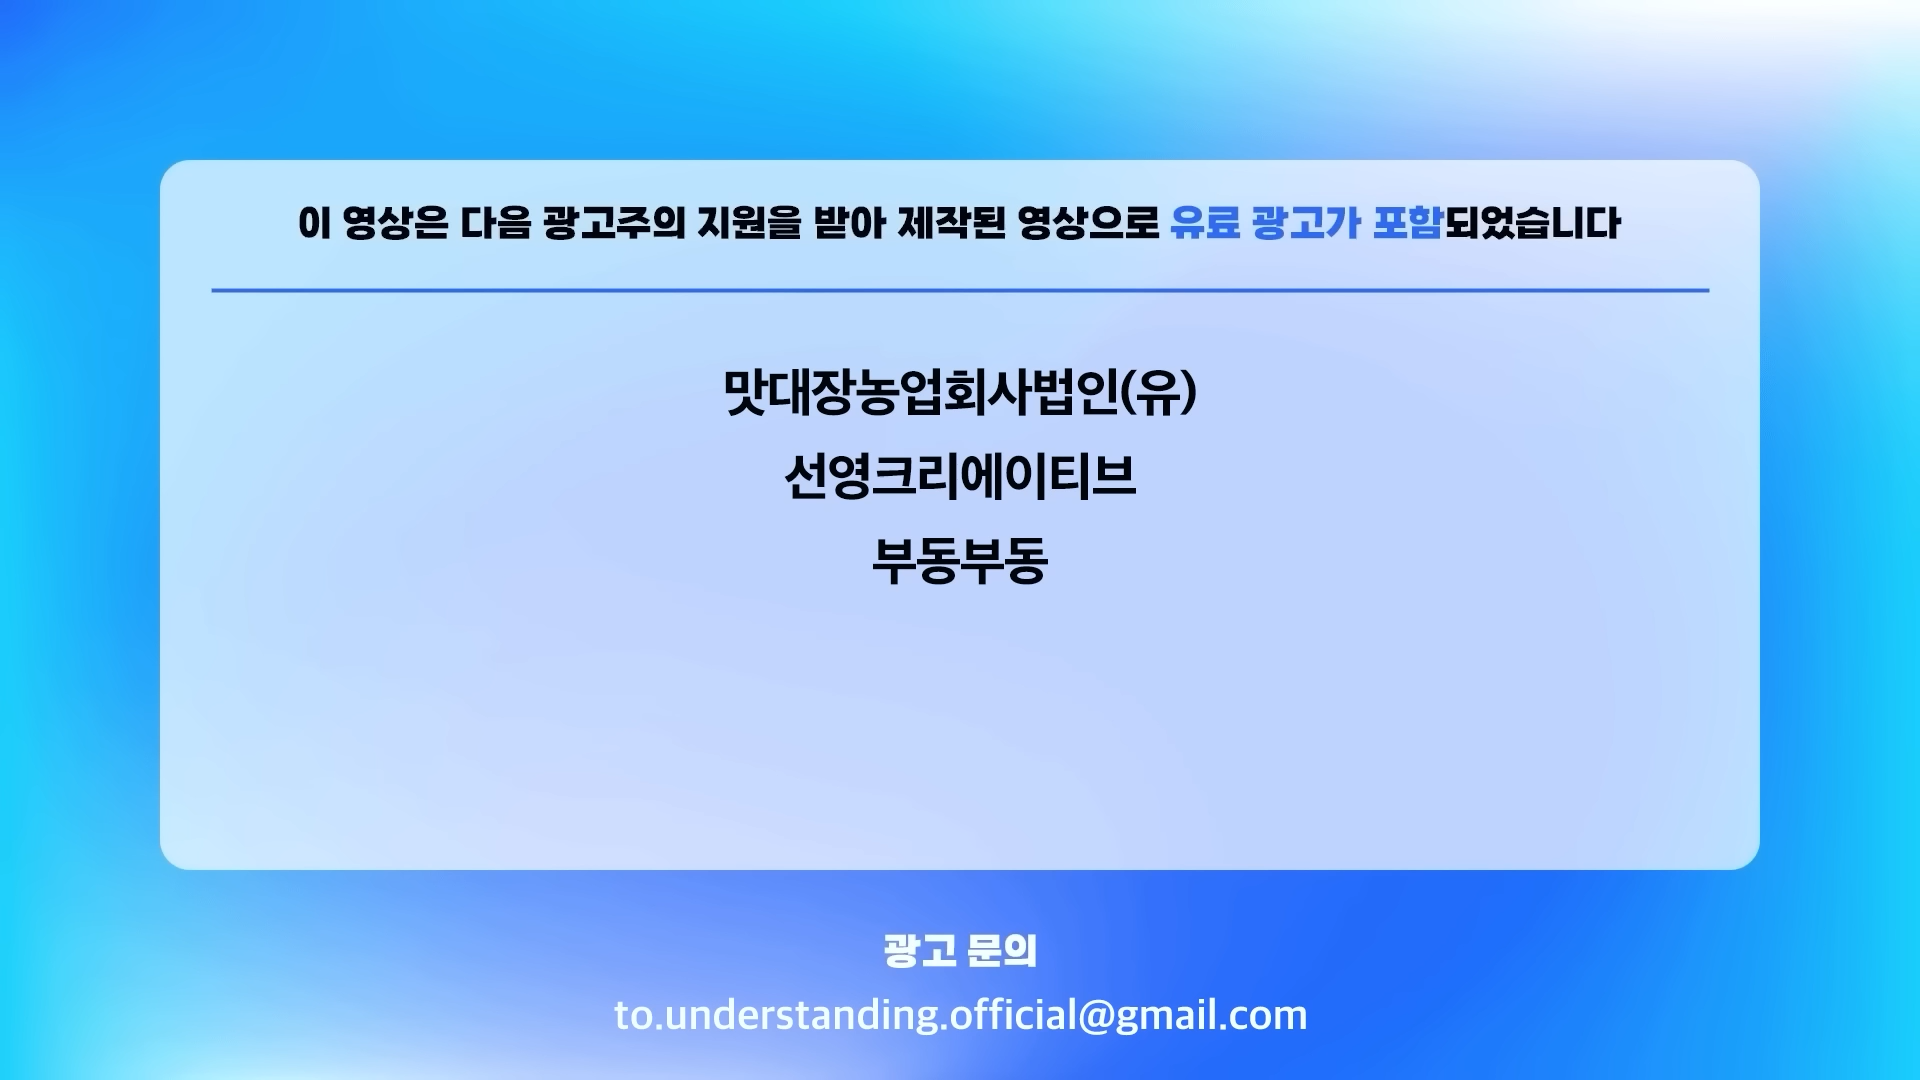 이 영상은 다음 광고주의 지원을 받아 제작된 영상으로 유료 광고가 포함되었습니다
맛대장농업회사법인(유)
선영크리에이티브
부동부동
광고 문의
to.understanding.official@gmail.com